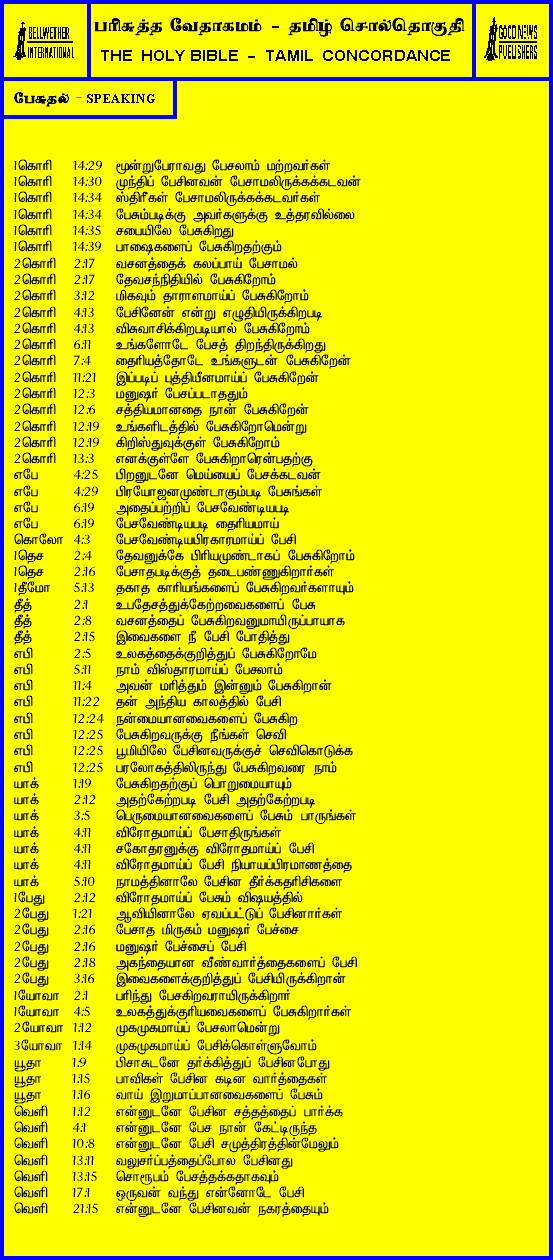 BELLWETHER
INTERNATIONAL
பரிசுத்த வேதாகமம் - தமிழ் சொல்தொகுதி
THE HOLY BIBLE - TAMIL CONCORDANCE
GOOD NEWS
PUBLISHERS
பேசுதல் - SPEAKING
1கொரி 14:29 மூன்றுபேராவது பேசலாம் மற்றவர்கள்
1கொரி 14:30 முந்திப் பேசினவன் பேசாமலிருக்கக்கடவன்
1கொரி 14:34 ஸ்திரீகள் பேசாமலிருக்கக்கடவர்கள்
1கொரி 14:34 பேசும்படிக்கு அவர்களுக்கு உத்தரவில்லை
1கொரி 14:35 சபையிலே பேசுகிறது
1கொரி 14:39 பாஷைகளைப் பேசுகிறதற்கும்
2கொரி 2:17 வசனத்தைக் கலப்பாய் பேசாமல்
2கொரி 2:17 தேவசந்நிதியில் பேசுகிறோம்
2கொரி 3:12 மிகவும் தாராளமாய்ப் பேசுகிறோம்
2கொரி 4:13 பேசினேன் என்று எழுதியிருக்கிறபடி
2கொரி 4:13 விசுவாசிக்கிறபடியால் பேசுகிறோம்
2கொரி 6:11 உங்களோடே பேசத் திறந்திருக்கிறது
2கொரி 7:4 தைரியத்தோடே உங்களுடன் பேசுகிறேன்
2கொரி 11:21 இப்படிப் புத்தியீனமாய்ப் பேசுகிறேன்
2கொரி 12:3 மனுஷர் பேசப்படாததும்
2கொரி 12:6 சத்தியமானதை நான் பேசுகிறேன்
2கொரி 12:19 உங்களிடத்தில் பேசுகிறோமென்று
2கொரி 12:19 கிறிஸ்துவுக்குள் பேசுகிறோம்
2கொரி 13:3 எனக்குள்ளே பேசுகிறாரென்பதற்கு
எபே 4:25 பிறனுடனே மெய்யைப் பேசக்கடவன்
எபே 4:29 பிரயோஜனமுண்டாகும்படி பேசுங்கள்
எபே 6:19 அதைப்பற்றிப் பேசவேண்டியபடி
எபே 6:19 பேசவேண்டியபடி தைரியமாய்
கொலோ 4:3 பேசவேண்டியபிரகாரமாய்ப் பேசி
1தெச 2:4 தேவனுக்கே பிரியமுண்டாகப் பேசுகிறோம்
1தெச 2:16 பேசாதபடிக்குத் தடைபண்ணுகிறார்கள்
1தீமோ 5:13 தகாத காரியங்களைப் பேசுகிறவர்களாயும்
தீத் 2:1 உபதேசத்துக்கேற்றவைகளைப் பேசு
தீத் 2:8 வசனத்தைப் பேசுகிறவனுமாயிருப்பாயாக
தீத் 2:15 இவைகளை நீ பேசி போதித்து
எபி 2:5 உலகத்தைக்குறித்துப் பேசுகிறோமே
எபி 5:11 நாம் விஸ்தாரமாய்ப் பேசலாம்
எபி 11:4 அவன் மரித்தும் இன்னும் பேசுகிறான்
எபி 11:22 தன் அந்திய காலத்தில் பேசி
எபி 12:24 நன்மையானவைகளைப் பேசுகிற
எபி 12:25 பேசுகிறவருக்கு நீங்கள் செவி
எபி 12:25 பூமியிலே பேசினவருக்குச் செவிகொடுக்க
எபி 12:25 பரலோகத்திலிருந்து பேசுகிறவரை நாம்
யாக் 1:19 பேசுகிறதற்குப் பொறுமையாயும்
யாக் 2:12 அதற்கேற்றபடி பேசி அதற்கேற்றபடி
யாக் 3:5 பெருமையானவைகளைப் பேசும் பாருங்கள்
யாக் 4:11 விரோதமாய்ப் பேசாதிருங்கள்
யாக் 4:11 சகோதரனுக்கு விரோதமாய்ப் பேசி
யாக் 4:11 விரோதமாய்ப் பேசி நியாயப்பிரமாணத்தை
யாக் 5:10 நாமத்தினாலே பேசின தீர்க்கதரிசிகளை
1பேது 2:12 விரோதமாய்ப் பேசும் விஷயத்தில்
2பேது 1:21 ஆவியினாலே ஏவப்பட்டுப் பேசினார்கள்
2பேது 2:16 பேசாத மிருகம் மனுஷர் பேச்சை
2பேது 2:16 மனுஷர் பேச்சைப் பேசி
2பேது 2:18 அகந்தையான வீண்வார்த்தைகளைப் பேசி
2பேது 3:16 இவைகளைக்குறித்துப் பேசியிருக்கிறான்
1யோவா 2:1 பரிந்து பேசகிறவராயிருக்கிறார்
1யோவா 4:5 உலகத்துக்குரியவைகளைப் பேசுகிறார்கள்
2யோவா 1:12 முகமுகமாய்ப் பேசலாமென்று
3யோவா 1:14 முகமுகமாய்ப் பேசிக்கொள்ளுவோம்
யூதா 1:9 பிசாசுடனே தர்க்கித்துப் பேசினபோது
யூதா 1:15 பாவிகள் பேசின கடின வார்த்தைகள்
யூதா 1:16 வாய் இறுமாப்பானவைகளைப் பேசும்
வெளி 1:12 என்னுடனே பேசின சத்தத்தைப் பார்க்க
வெளி 4:1 என்னுடனே பேச நான் கேட்டிருந்த
வெளி 10:8 என்னுடனே பேசி சமுத்திரத்தின்மேலும்
வெளி 13:11 வலுசர்ப்பத்தைப்போல பேசினது
வெளி 13:15 சொரூபம் பேசத்தக்கதாகவும்
வெளி 17:1 ஒருவன் வந்து என்னோடே பேசி
வெளி 21:15 என்னுடனே பேசினவன் நகரத்தையும்